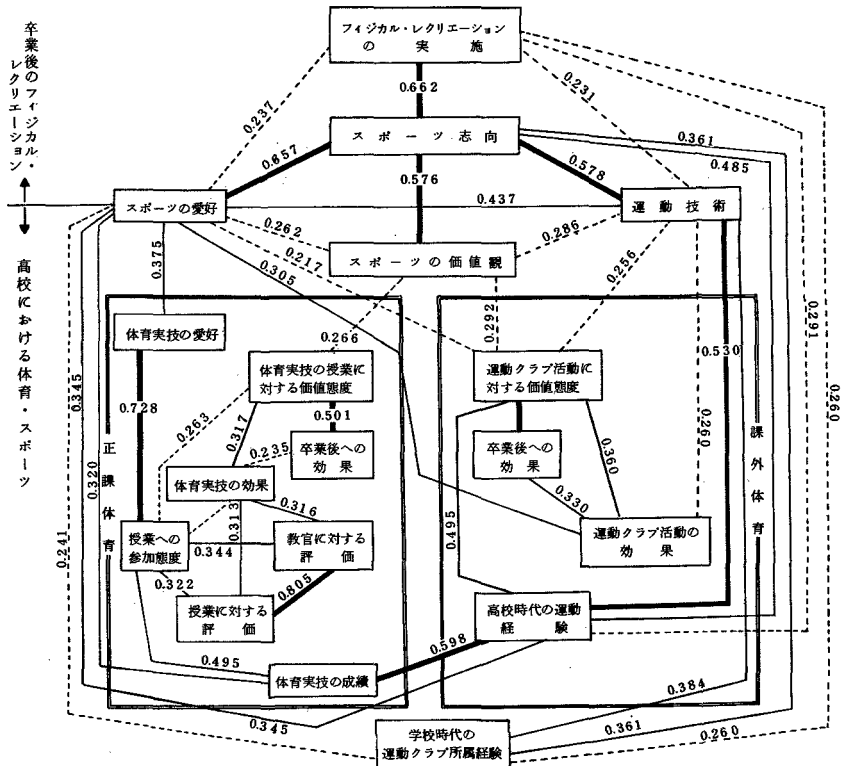 フィジカル・レクリエーション
の実施
卒業後のフィジカル・
レクリエーション
0.237
0.662
0.231
スポーツ志向
0.361
0.485
0.657
0.576
0.578
スポーツの愛好
0.437
運動技術
0.262
0.286
スポーツの価値観
0.375
0.217
0.305
0.256
0.292
0.266
0.291
高校における体育・スポーツ
体育実技の愛好
体育実技の授業に
対する価値態度
運動クラブ活動に
対する価値態度
0.530
0.260
0.345
0.728
0.263
0.317
0.501
0.235
卒業後への
効果
卒業後への
効果
0.360
0.260
課外体育
正課体育
0.320
体育実技の効果
0.316
0.313
0.330
0.495
0.241
授業への
参加態度
0.344
教官に対する
評価
運動クラブ活動の
効果
0.322
0.805
授業に対する
評価
高校時代の運動
経験
0.598
0.495
体育実技の成績
0.384
0.345
学校時代の
運動クラブ所属経験
0.361
0.260